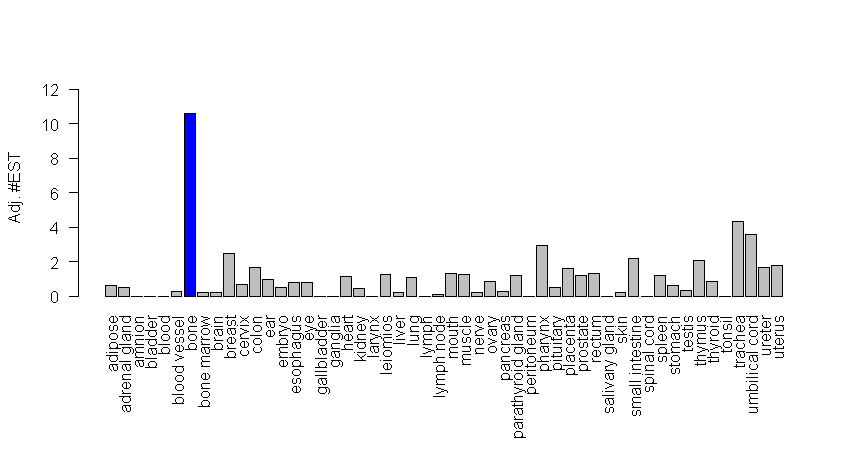 Adj. #EST
12
10
8
6
4
2
0
adipose
adrenal gland
amnion
bladder
blood
blood vessel
bone
bone marrow
brain
breast
cervix
colon
ear
embryo
esophagus
eye
gallbladder
ganglia
heart
kidney
larynx
leiomios
liver
lung
lymph
lymph node
mouth
muscle
nerve
ovary
pancreas
parathyroid gland
peritoneum
pharynx
pituitary
placenta
prostate
rectum
salivary gland
skin
small intestine
spinal cord
spleen
stomach
testis
thymus
thyroid
tonsil
trachea
umbilical cord
ureter
uterus